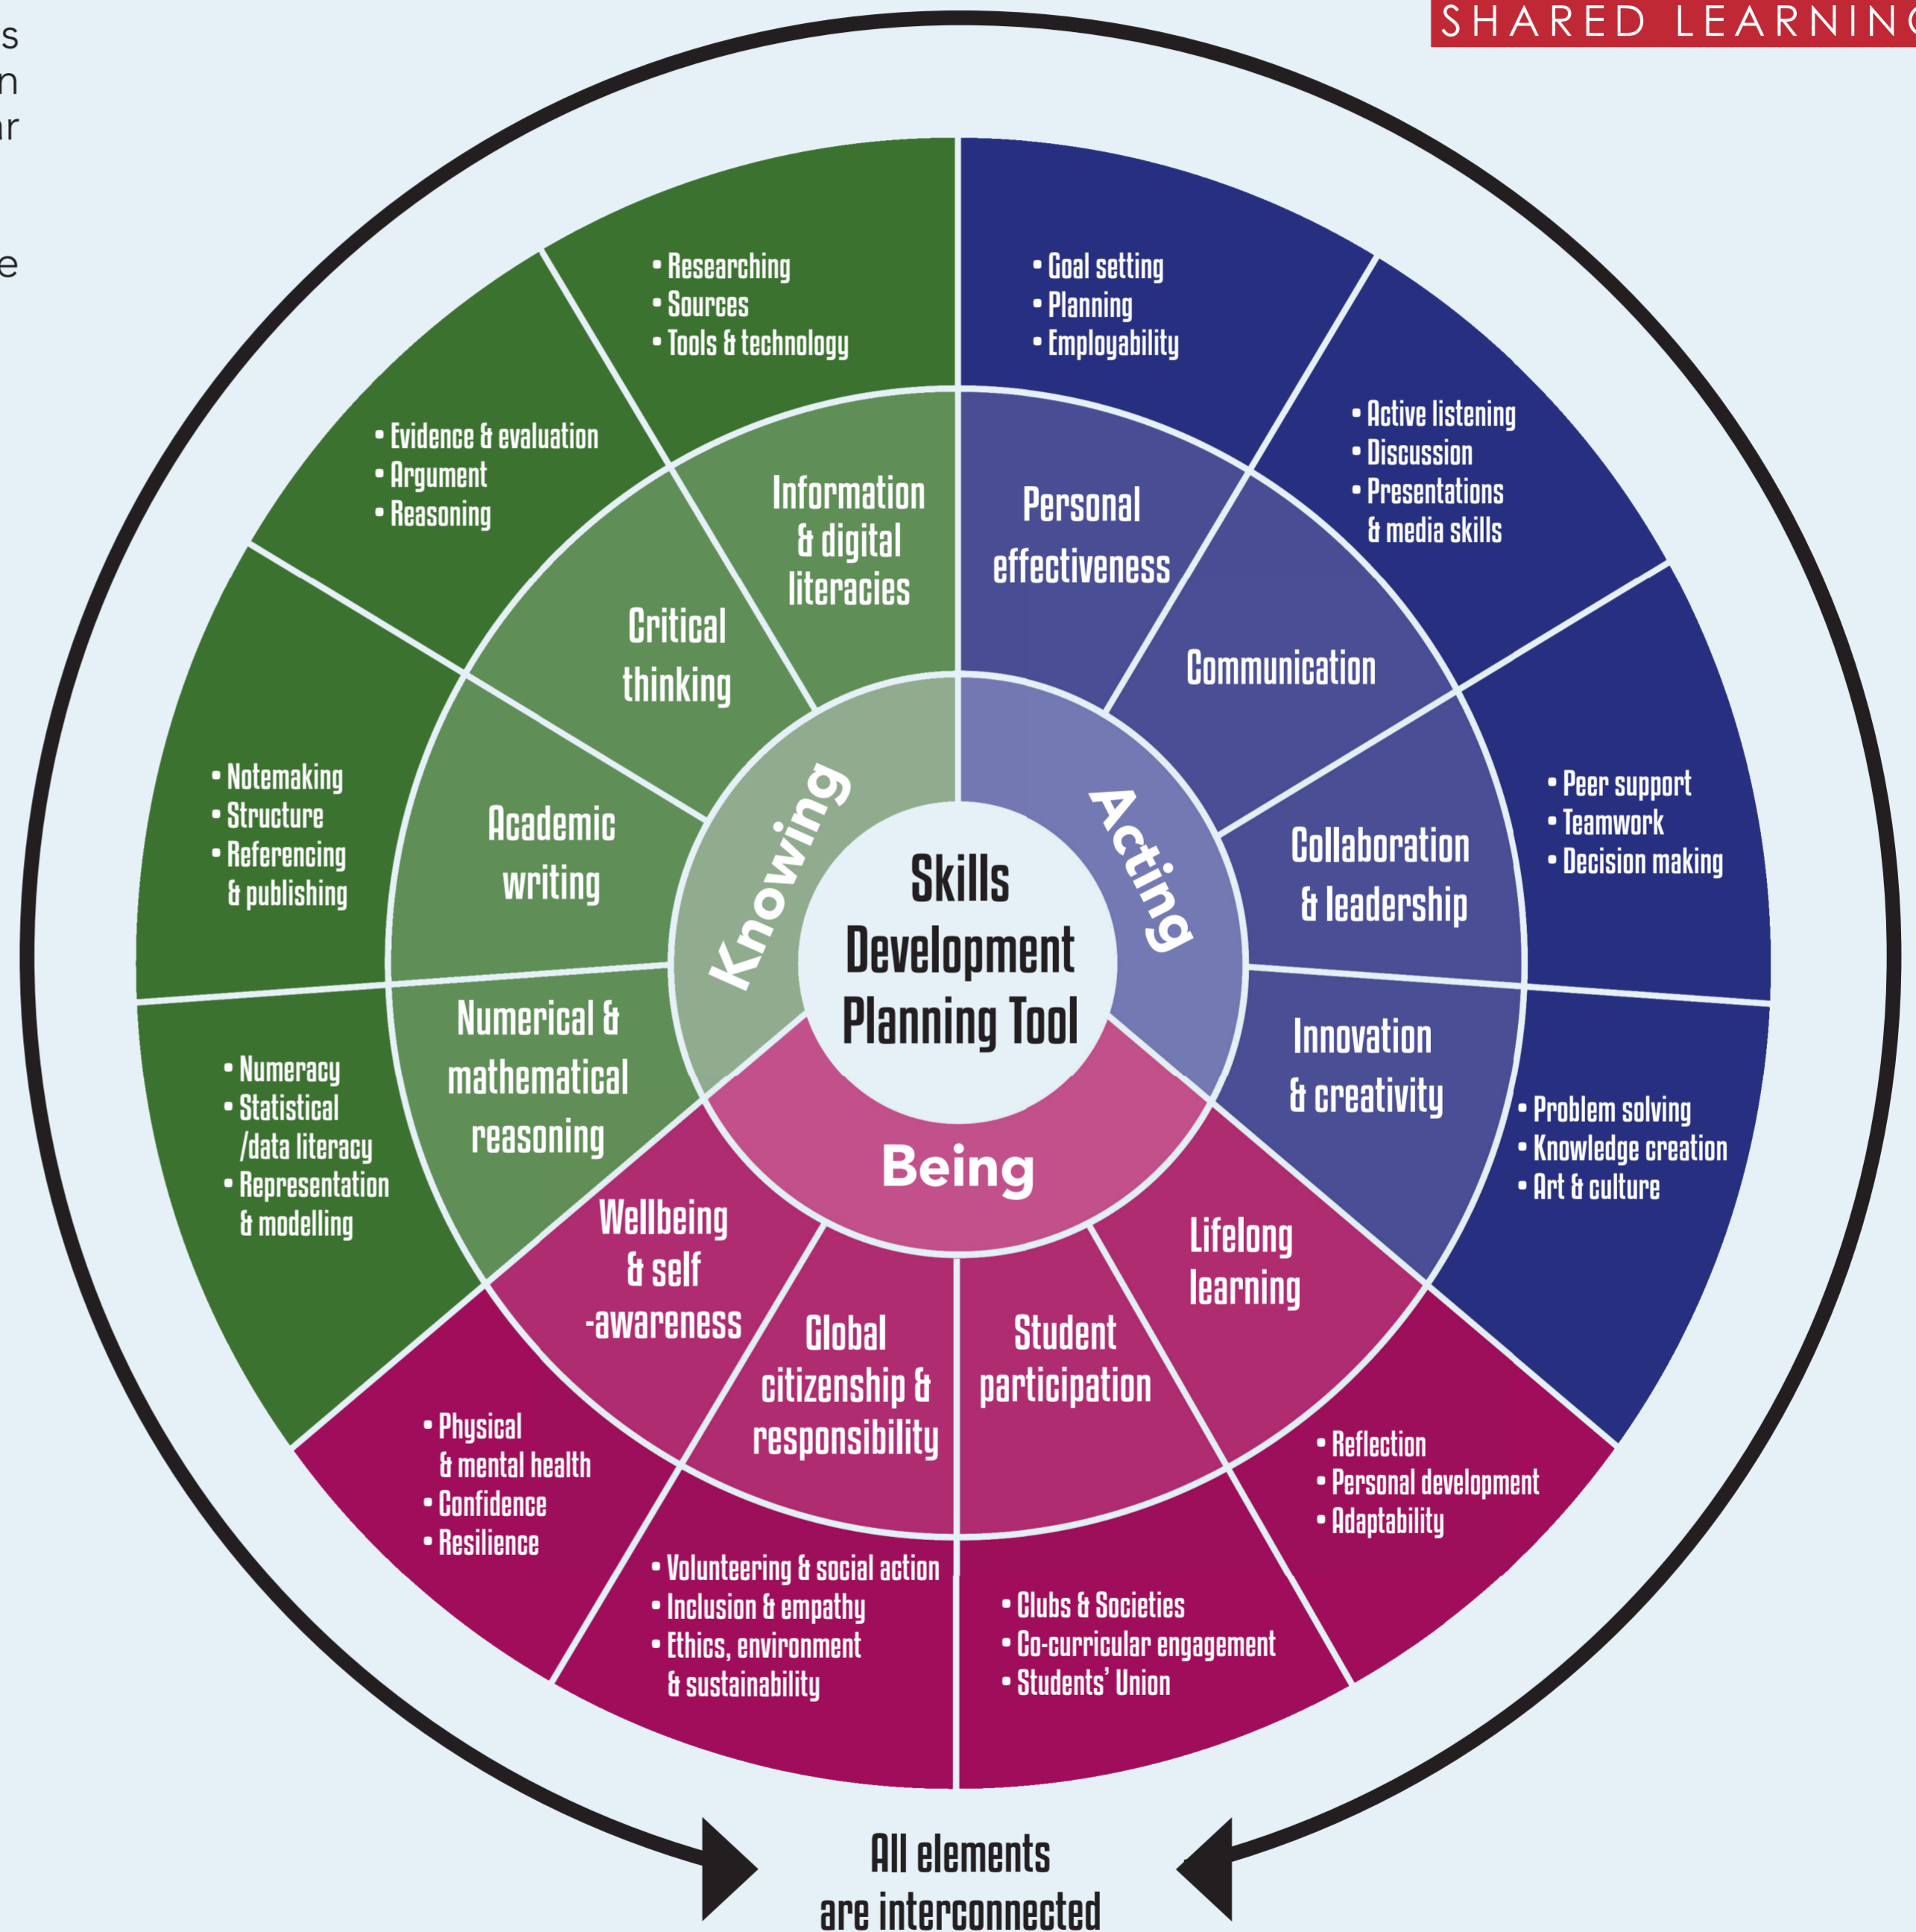 s
n
ar
e
SHARED LEARNING
• Researching
• Sources
• Tools & technology
• Goal setting
• Planning
• Employability
• Active listening
• Discussion
• Presentations
& media skills
• Peer support
• Teamwork
• Decision making
• Problem solving
• Knowledge creation
• Art & culture
• Reflection
• Personal development
• Adaptability
• Clubs & Societies
• Co-curricular engagement
• Students' Union
• Volunteering & social action
• Inclusion & empathy
• Ethics, environment
& sustainability
• Physical
& mental health
• Confidence
• Resilience
• Numeracy
• Statistical
/data literacy
• Representation
& modelling
• Notemaking
• Structure
• Referencing
& publishing
• Evidence & evaluation
• Argument
• Reasoning
Information
& digital
literacies
Personal
effectiveness
Communication
Collaboration
& leadership
Innovation
& creativity
Lifelong
learning
Student
participation
Global
citizenship &
responsibility
Wellbeing
& self
-awareness
Numerical &
mathematical
reasoning
Academic
writing
Critical
thinking
Knowing
Acting
Being
Skills
Development
Planning Tool
All elements
are interconnected